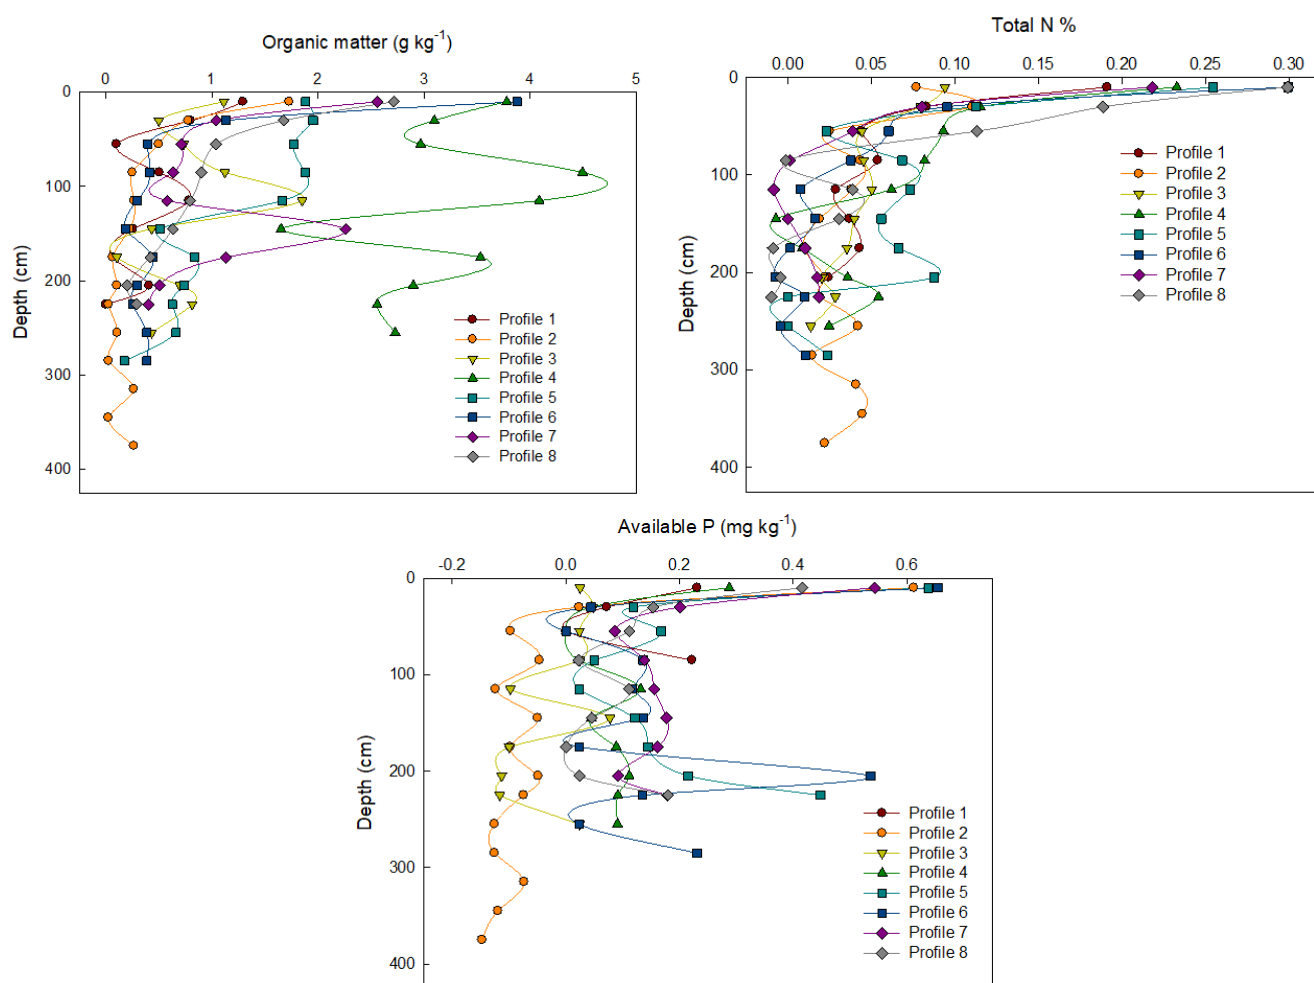 Organic matter (g kg-1)
0 1 2 3 4 5
0
100
200
300
400
Depth (cm)
Profile 1
Profile 2
Profile 3
Profile 4
Profile 5
Profile 6
Profile 7
Profile 8
Total N %
0.00 0.05 0.10 0.15 0.20 0.25 0.30
0
100
200
300
400
Depth (cm)
Profile 1
Profile 2
Profile 3
Profile 4
Profile 5
Profile 6
Profile 7
Profile 8
Available P (mg kg-1)
-0.2 0.0 0.2 0.4 0.6
0
100
200
300
400
Depth (cm)
Profile 1
Profile 2
Profile 3
Profile 4
Profile 5
Profile 6
Profile 7
Profile 8